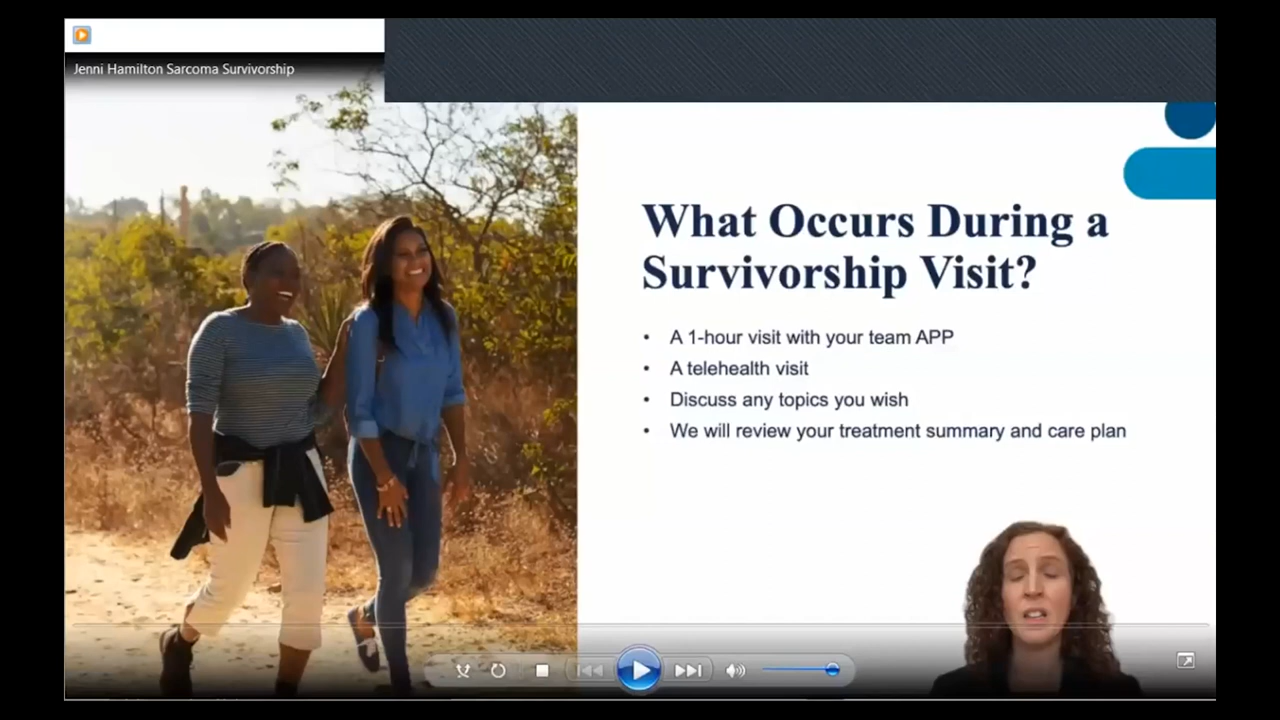 Jenni Hamilton Sarcoma Survivorship
What Occurs During a
Survivorship Visit?
• A 1-hour visit with your team APP
• A telehealth visit
• Discuss any topics you wish
• We will review your treatment summary and care plan